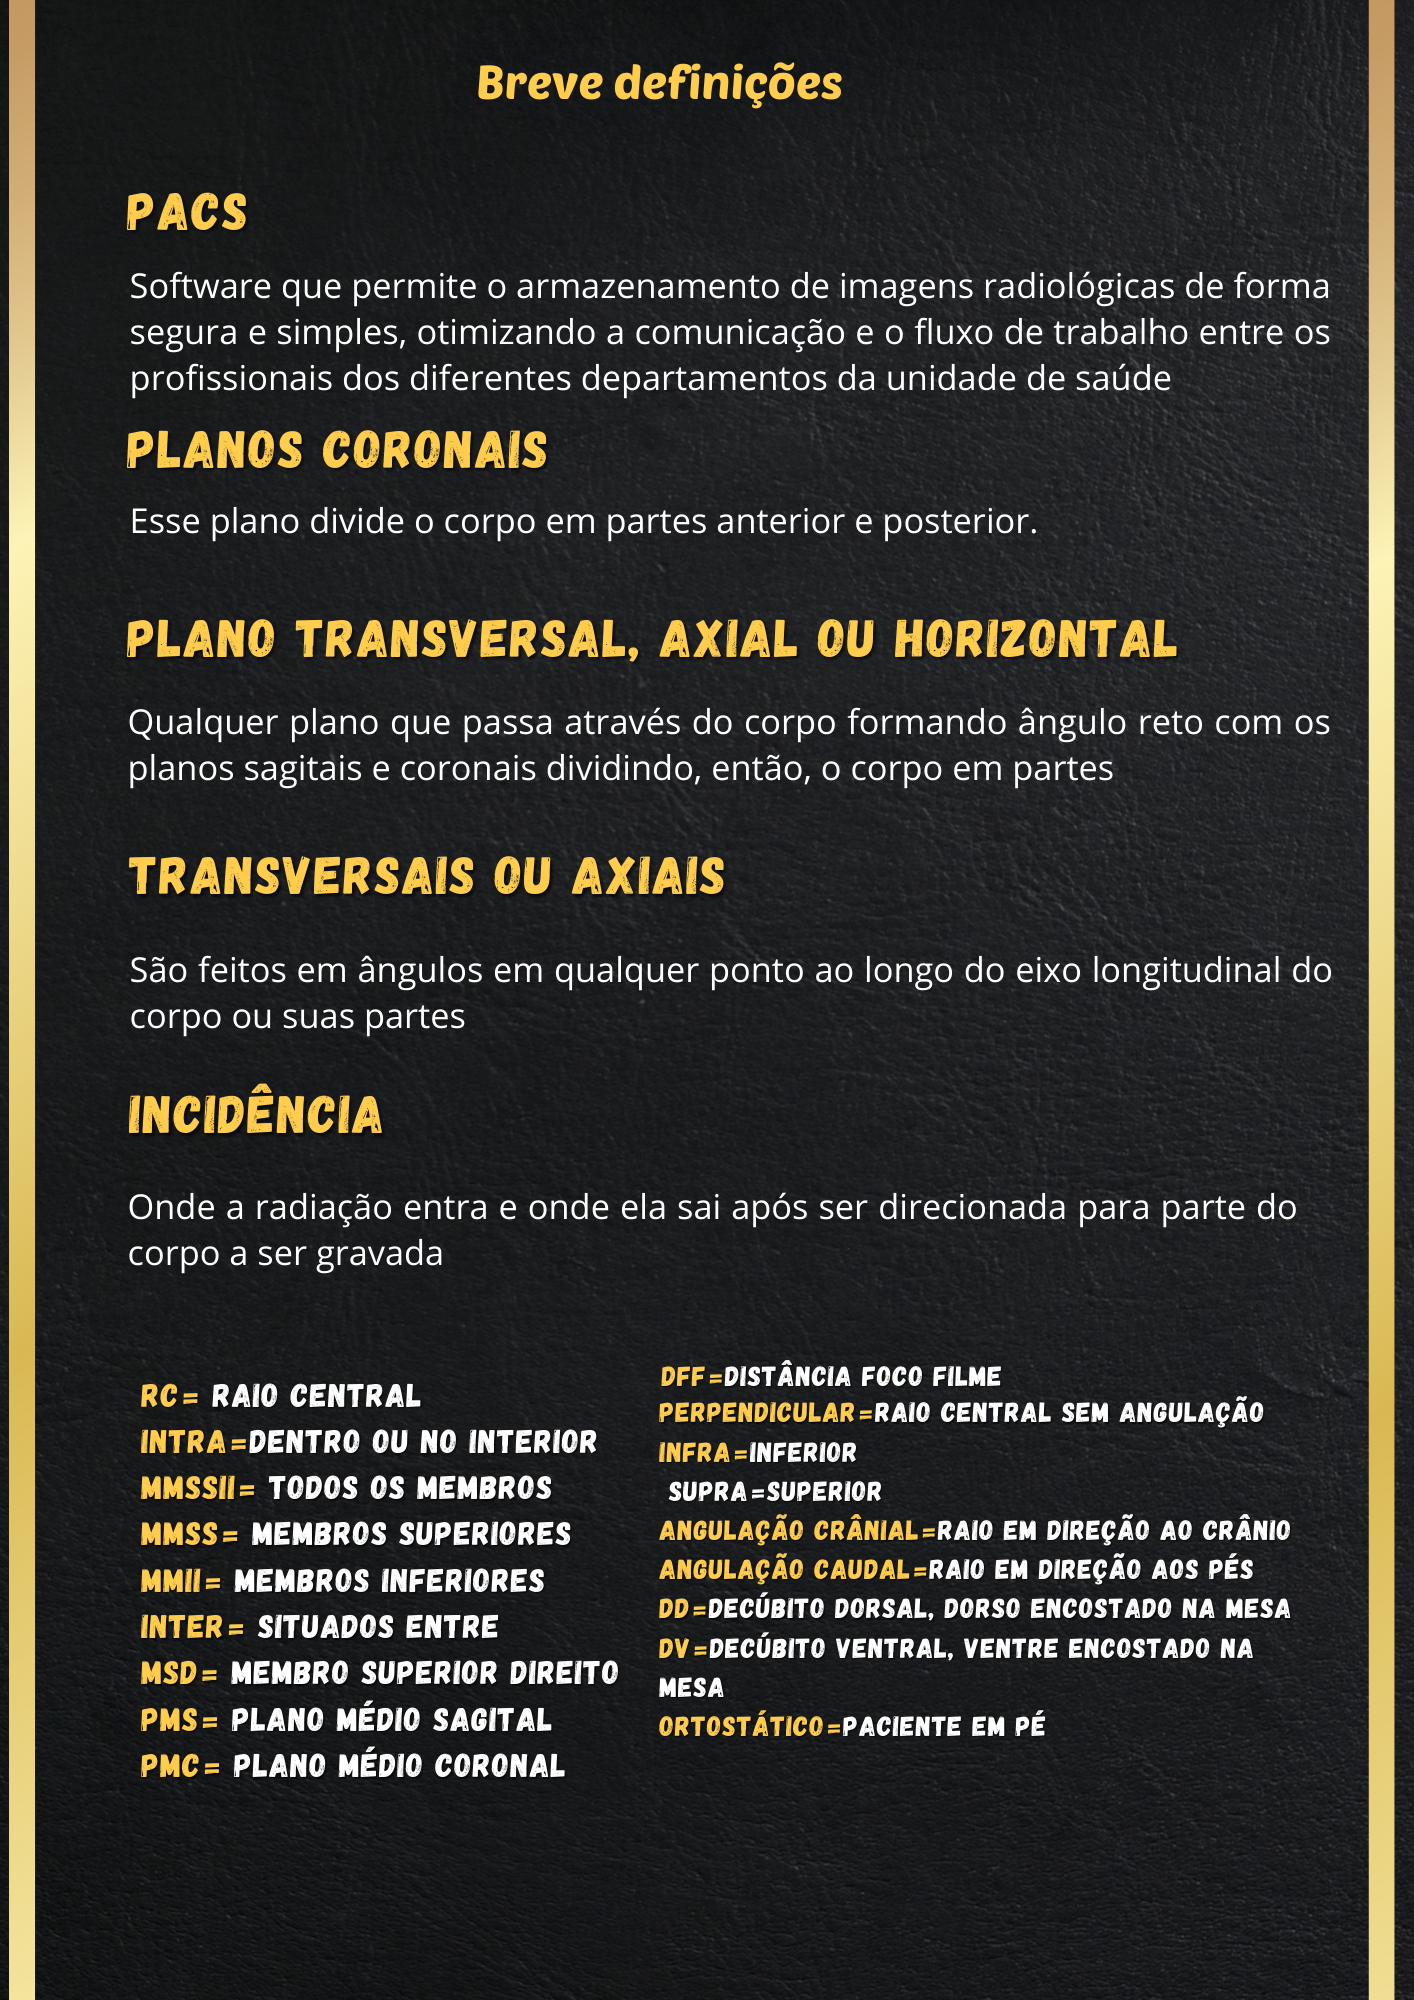 Breve definições
PACS
Software que permite o armazenamento de imagens radiológicas de forma
segura e simples, otimizando a comunicação e o fluxo de trabalho entre os
profissionais dos diferentes departamentos da unidade de saúde
PLANOS CORONAIS
Esse plano divide o corpo em partes anterior e posterior.
PLANO TRANSVERSAL, AXIAL OU HORIZONTAL
Qualquer plano que passa através do corpo formando ângulo reto com os
planos sagitais e coronais dividindo, então, o corpo em partes
TRANSVERSAIS OU AXIAIS
São feitos em ângulos em qualquer ponto ao longo do eixo longitudinal do
corpo ou suas partes
INCIDÊNCIA
Onde a radiação entra e onde ela sai após ser direcionada para parte do
corpo a ser gravada
RC= RAIO CENTRAL
INTRA=DENTRO OU NO INTERIOR
MMSSII= TODOS OS MEMBROS
MMSS= MEMBROS SUPERIORES
MMII= MEMBROS INFERIORES
INTER= SITUADOS ENTRE
MSD= MEMBRO SUPERIOR DIREITO
PMS= PLANO MÉDIO SAGITAL
PMC= PLANO MÉDIO CORONAL
DFF=DISTÂNCIA FOCO FILME
PERPENDICULAR=RAIO CENTRAL SEM ANGULAÇÃO
INFRA=INFERIOR
SUPRA=SUPERIOR
ANGULAÇÃO CRÂNIAL=RAIO EM DIREÇÃO AO CRÂNIO
ANGULAÇÃO CAUDAL=RAIO EM DIREÇÃO AOS PÉS
DD=DECÚBITO DORSAL, DORSO ENCOSTADO NA MESA
DV=DECÚBITO VENTRAL, VENTRE ENCOSTADO NA
MESA
ORTOSTÁTICO=PACIENTE EM PÉ